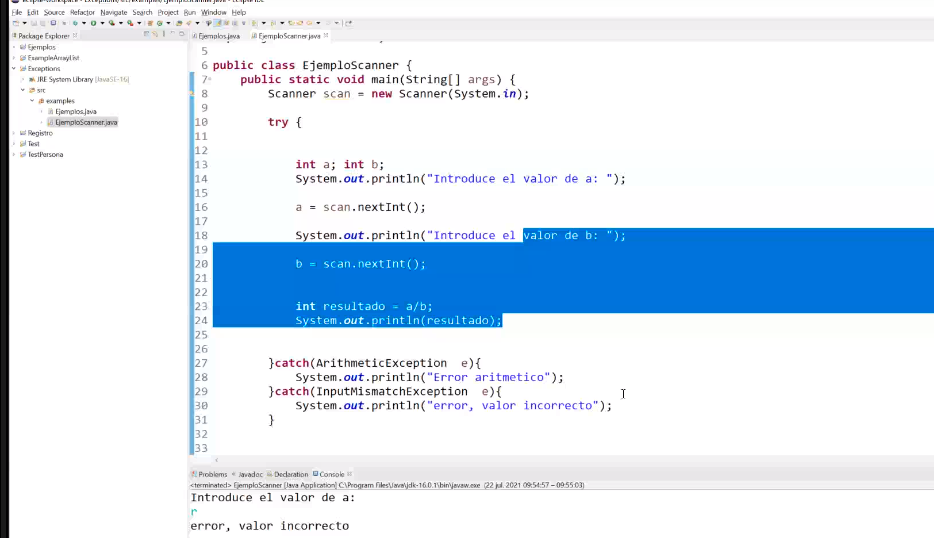 File Edit Source Refactor Navigate Search Project Run Window Help
Package Explorer
Ejemplos.java
EjemploScanner.java
Ejemplos
ExampleArrayList
Exceptions
JRE System Library [JavaSE-16]
src
examples
Ejemplos.java
EjemploScanner.java
Registro
Test
TestPersona
5
6 public class EjemploScanner {
7 public static void main(String[] args) {
8 Scanner scan = new Scanner(System.in);
9
10 try {
11
12
13 int a; int b;
14 System.out.println("Introduce el valor de a: ");
15
16 a = scan.nextInt();
17
18 System.out.println("Introduce el valor de b: ");
19
20 b = scan.nextInt();
21
22
23 int resultado = a/b;
24 System.out.println(resultado);
25
26
27 }catch(ArithmeticException e){
28 System.out.println("Error aritmetico");
29 }catch(InputMismatchException e){
30 System.out.println("error, valor incorrecto");
31 }
32
33
Problems Javadoc Declaration Console
<terminated> EjemploScanner [Java Application] C:\Program Files\Java\jdk-16.0.1\bin\javaw.exe (22 jul. 2021 09:54:57 – 09:55:03)
Introduce el valor de a:
r
error, valor incorrecto